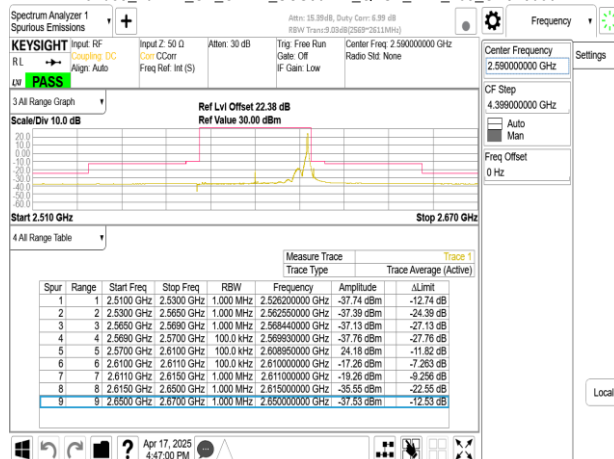 Spectrum Analyzer 1
Spurious Emissions
Attn: 15.39dB, Duty Corr: 6.99 dB
RBW Trans:9.03dB(2569~2611MHz)
Frequency
Settings
KEYSIGHT
RL
LXI
PASS
Input: RF
Coupling: DC
Align: Auto
Input Z: 50 Ω
Corr CCorr
Freq Ref: Int (S)
Atten: 30 dB
Trig: Free Run
Gate: Off
IF Gain: Low
Center Freq: 2.590000000 GHz
Radio Std: None
Center Frequency
2.590000000 GHz
CF Step
4.399000000 GHz
Auto
Man
Freq Offset
0 Hz
3 All Range Graph
Scale/Div 10.0 dB
Ref Lvl Offset 22.38 dB
Ref Value 30.00 dBm
20.0
10.0
0.00
-10.0
-20.0
-30.0
-40.0
-50.0
-60.0
Start 2.510 GHz
Stop 2.670 GHz
4 All Range Table
Measure Trace Trace 1
Trace Type Trace Average (Active)
Spur Range Start Freq Stop Freq RBW Frequency Amplitude ΔLimit
1 1 2.5100 GHz 2.5300 GHz 1.000 MHz 2.526200000 GHz -37.74 dBm -12.74 dB
2 2 2.5300 GHz 2.5650 GHz 1.000 MHz 2.562550000 GHz -37.39 dBm -24.39 dB
3 3 2.5650 GHz 2.5690 GHz 1.000 MHz 2.568440000 GHz -37.13 dBm -27.13 dB
4 4 2.5690 GHz 2.5700 GHz 100.0 kHz 2.569930000 GHz -37.76 dBm -27.76 dB
5 5 2.5700 GHz 2.6100 GHz 100.0 kHz 2.608950000 GHz 24.18 dBm -11.82 dB
6 6 2.6100 GHz 2.6110 GHz 100.0 kHz 2.610000000 GHz -17.26 dBm -7.263 dB
7 7 2.6110 GHz 2.6150 GHz 1.000 MHz 2.611000000 GHz -19.26 dBm -9.256 dB
8 8 2.6150 GHz 2.6500 GHz 1.000 MHz 2.615000000 GHz -35.55 dBm -22.55 dB
9 9 2.6500 GHz 2.6700 GHz 1.000 MHz 2.650000000 GHz -37.53 dBm -12.53 dB
Local
Apr 17, 2025
4:47:00 PM